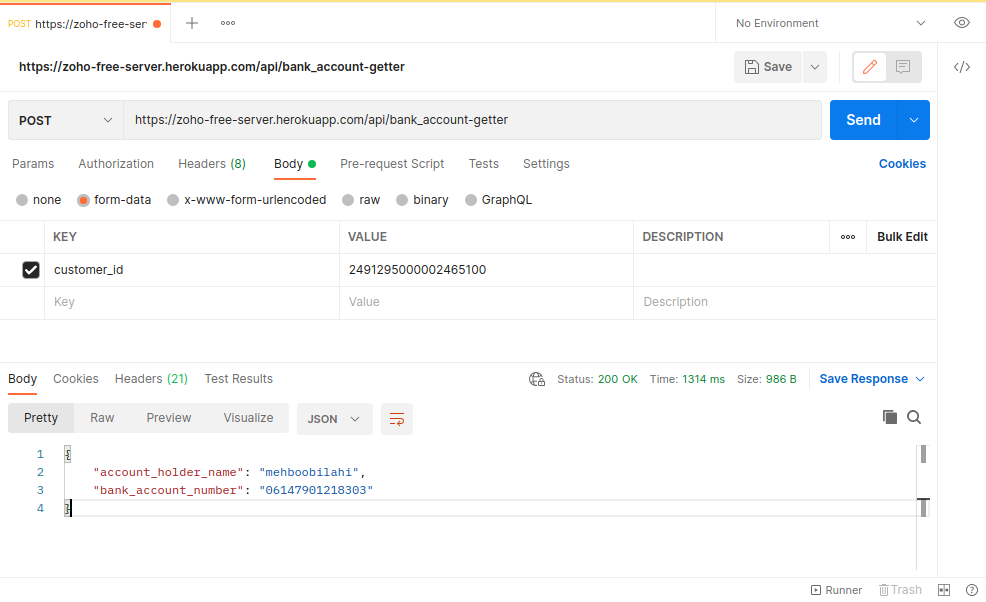 POST https://zoho-free-ser
No Environment
https://zoho-free-server.herokuapp.com/api/bank_account-getter
Save
POST
https://zoho-free-server.herokuapp.com/api/bank_account-getter
Send
Params Authorization Headers (8) Body Pre-request Script Tests Settings Cookies
none form-data x-www-form-urlencoded raw binary GraphQL
KEY VALUE DESCRIPTION Bulk Edit
customer_id 2491295000002465100
Key Value Description
Body Cookies Headers (21) Test Results Status: 200 OK Time: 1314 ms Size: 986 B Save Response
Pretty Raw Preview Visualize JSON
1 {
2 "account_holder_name": "mehboobilahi",
3 "bank_account_number": "06147901218303"
4 }
Runner Trash